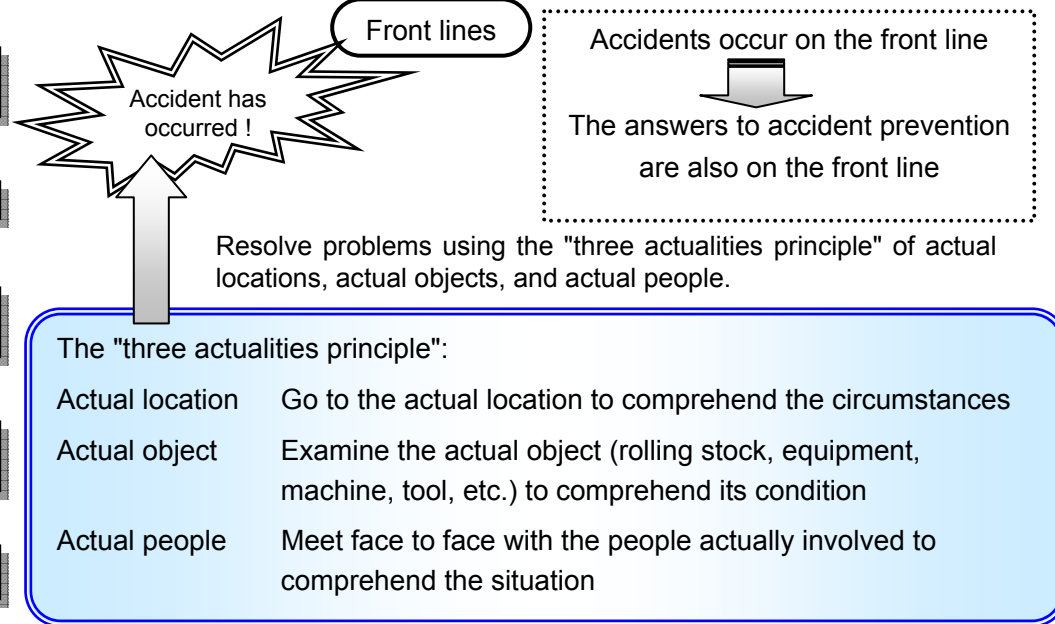 Front lines
Accident has
occurred !
Accidents occur on the front line
The answers to accident prevention
are also on the front line
Resolve problems using the "three actualities principle" of actual
locations, actual objects, and actual people.
The "three actualities principle":
Actual location Go to the actual location to comprehend the circumstances
Actual object Examine the actual object (rolling stock, equipment,
machine, tool, etc.) to comprehend its condition
Actual people Meet face to face with the people actually involved to
comprehend the situation